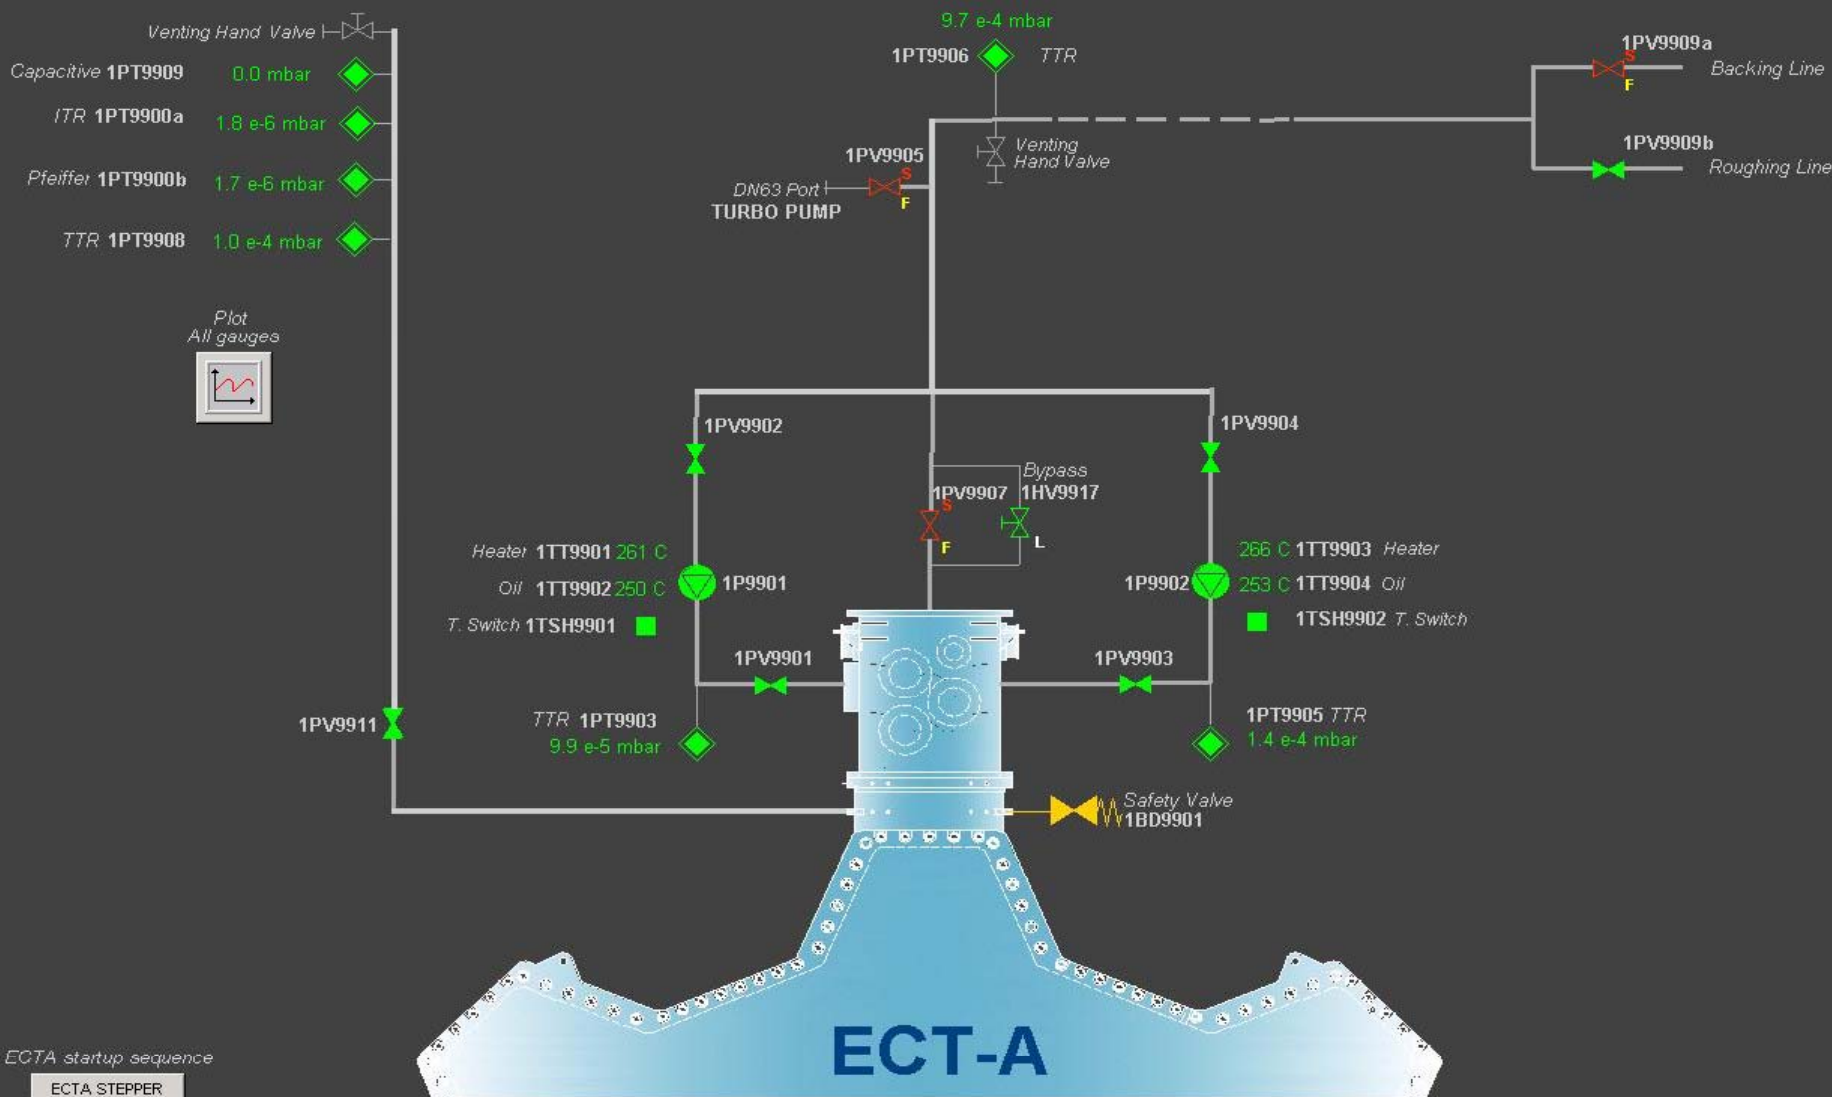 Venting Hand Valve
Capacitive 1PT9909 0.0 mbar
ITR 1PT9900a 1.8 e-6 mbar
Pfeiffer 1PT9900b 1.7 e-6 mbar
TTR 1PT9908 1.0 e-4 mbar
Plot
All gauges
9.7 e-4 mbar
1PT9906 TTR
Venting
Hand Valve
1PV9905
S
DN63 Port
F
TURBO PUMP
1PV9909a
S
Backing Line
F
1PV9909b
Roughing Line
1PV9902
1PV9904
Bypass
1PV9907 1HV9917
S
F
L
Heater 1TT9901 261 C
Oil 1TT9902 250 C 1P9901
T. Switch 1TSH9901
266 C 1TT9903 Heater
1P9902 253 C 1TT9904 Oil
1TSH9902 T. Switch
1PV9901
1PV9903
1PV9911
TTR 1PT9903
9.9 e-5 mbar
1PT9905 TTR
1.4 e-4 mbar
Safety Valve
1BD9901
ECT-A
ECTA startup sequence
ECTA STEPPER